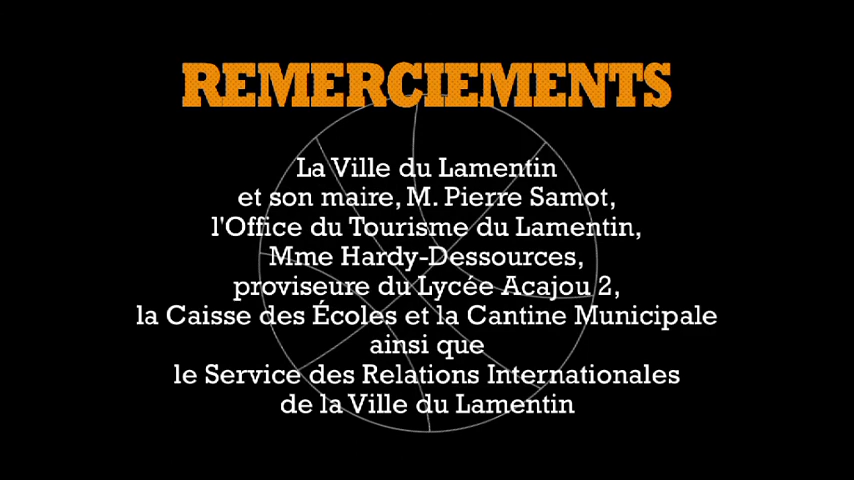 REMERCIEMENTS
La Ville du Lamentin
et son maire, M. Pierre Samot,
l'Office du Tourisme du Lamentin,
Mme Hardy-Dessources,
proviseure du Lycée Acajou 2,
la Caisse des Écoles et la Cantine Municipale
ainsi que
le Service des Relations Internationales
de la Ville du Lamentin